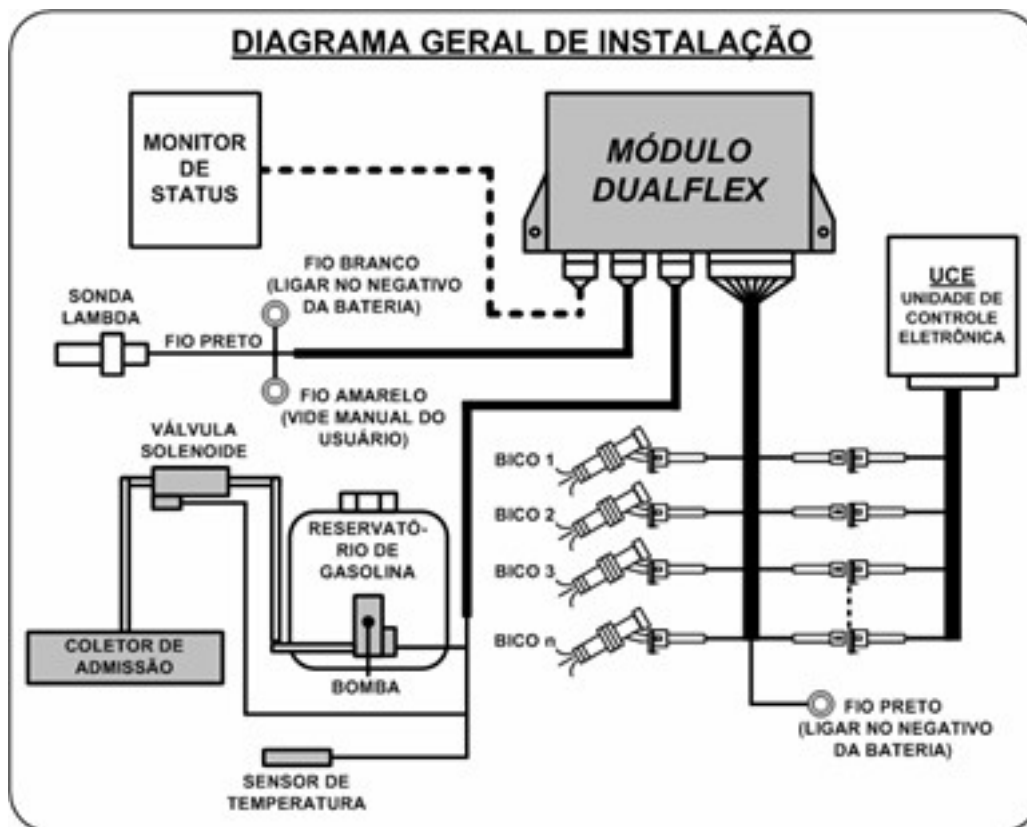 DIAGRAMA GERAL DE INSTALAÇÃO
MONITOR
DE
STATUS
MÓDULO
DUALFLEX
UCE
UNIDADE DE
CONTROLE
ELETRÔNICA
FIO BRANCO
(LIGAR NO NEGATIVO
DA BATERIA)
SONDA
LAMBDA
FIO PRETO
FIO AMARELO
(VIDE MANUAL DO
USUÁRIO)
VÁLVULA
SOLENOIDE
RESERVATÓ-
RIO DE
GASOLINA
BICO 1
BICO 2
BICO 3
BICO n
COLETOR DE
ADMISSÃO
BOMBA
FIO PRETO
(LIGAR NO NEGATIVO
DA BATERIA)
SENSOR DE
TEMPERATURA